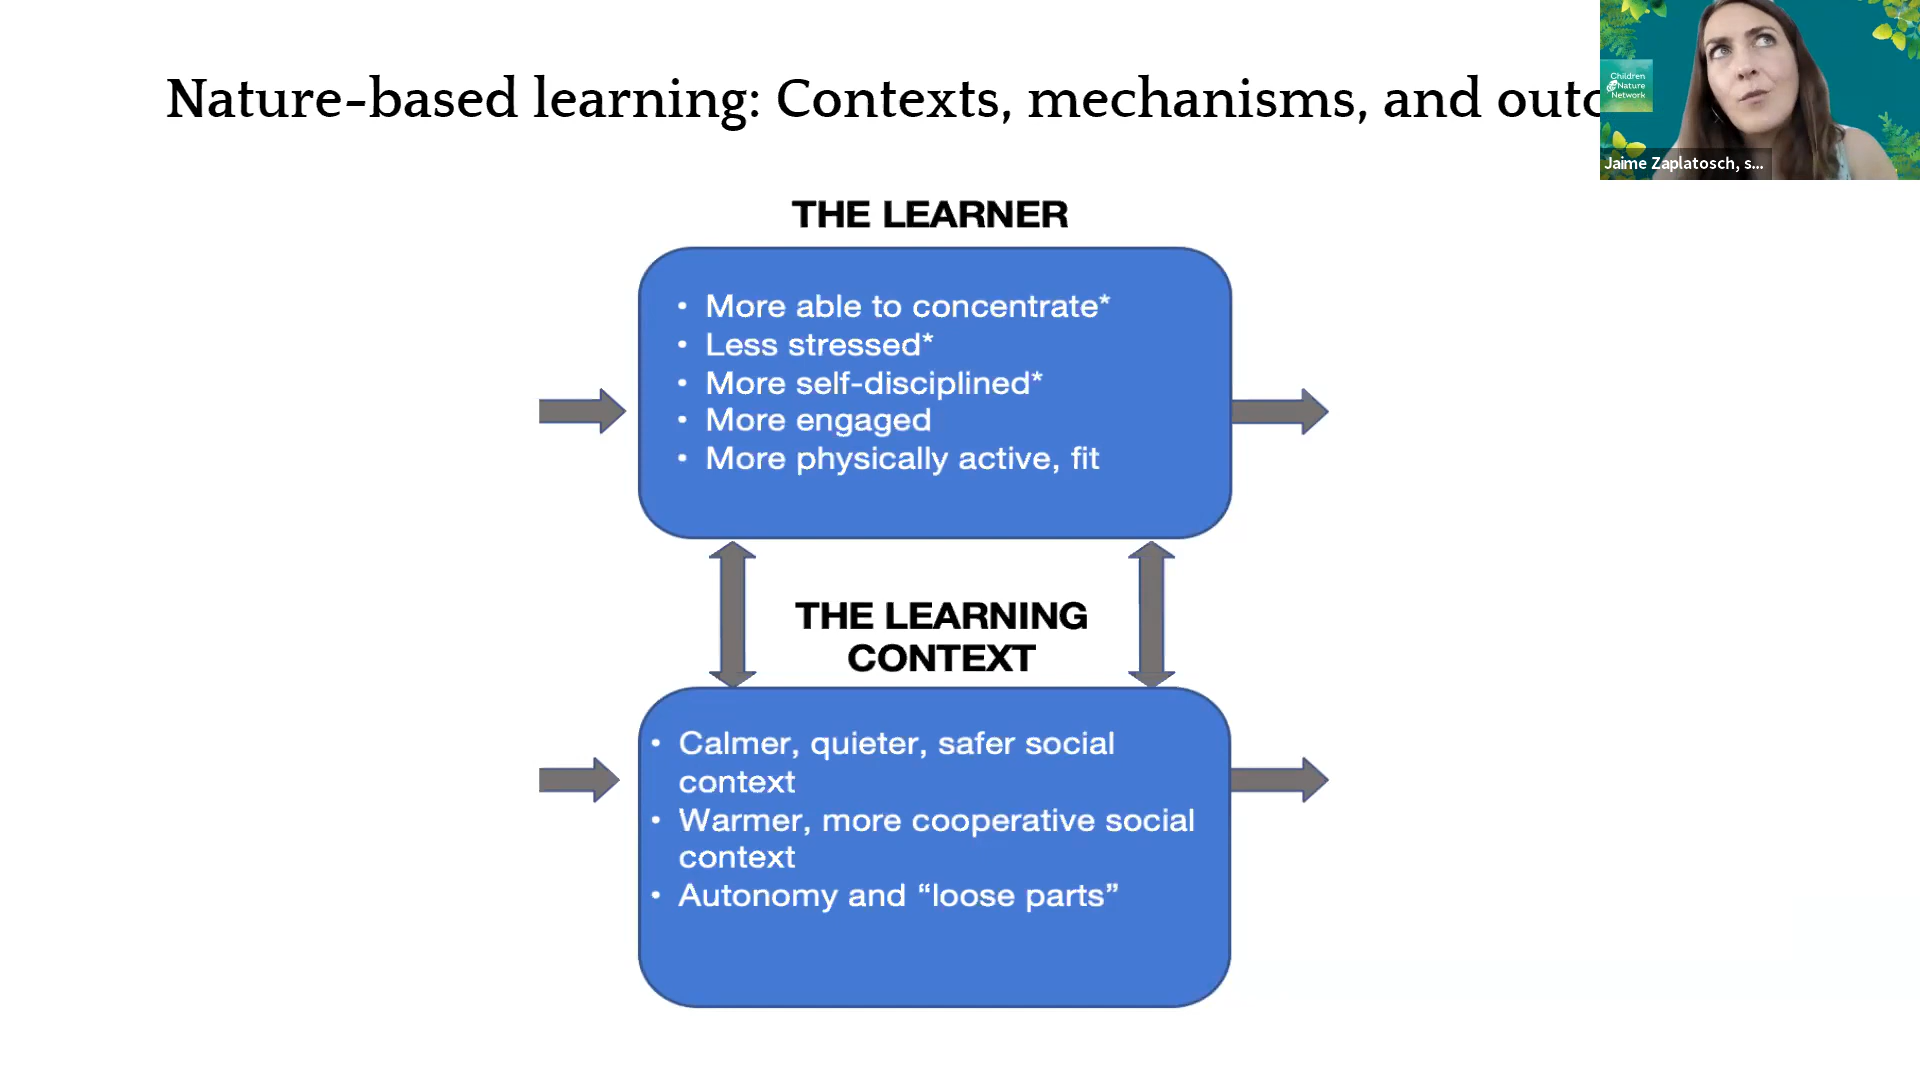 Nature-based learning: Contexts, mechanisms, and outc
Children
&Nature
Network
Jaime Zaplatosch, s...
THE LEARNER
• More able to concentrate*
• Less stressed*
• More self-disciplined*
• More engaged
• More physically active, fit
THE LEARNING
CONTEXT
• Calmer, quieter, safer social
context
• Warmer, more cooperative social
context
• Autonomy and “loose parts”